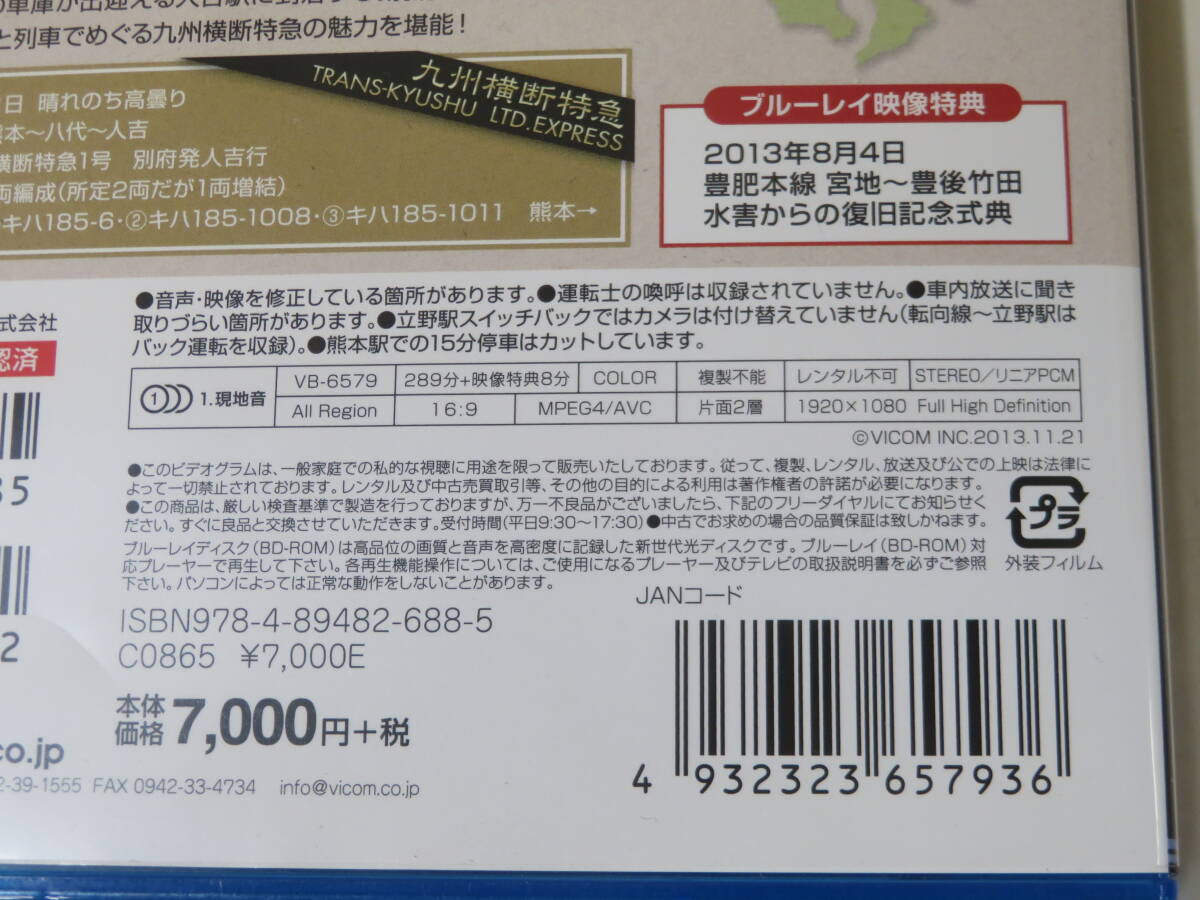 と列車でめぐる九州横断特急の魅力を堪能！
九州横断特急
TRANS-KYUSHU LTD.EXPRESS
日 晴れのち高曇り
熊本～八代～人吉
横断特急1号 別府発人吉行
両編成(所定2両だが1両増結)
キハ185-6・②キハ185-1008・③キハ185-1011 熊本→
ブルーレイ映像特典
2013年8月4日
豊肥本線 宮地～豊後竹田
水害からの復旧記念式典
式会社
認済
●音声・映像を修正している箇所があります。●運転士の喚呼は収録されていません。●車内放送に聞き
取りづらい箇所があります。●立野駅スイッチバックではカメラは付け替えていません(転向線～立野駅は
バック運転を収録)。●熊本駅での15分停車はカットしています。
1 1.現地音
VB-6579 289分+映像特典8分 COLOR 複製不能 レンタル不可 STEREO／リニアPCM
All Region 16:9 MPEG4/AVC 片面2層 1920×1080 Full High Definition
©VICOM INC.2013.11.21
●このビデオグラムは、一般家庭での私的な視聴に用途を限って販売いたしております。従って、複製、レンタル、放送及び公での上映は法律に
よって一切禁止されております。レンタル及び中古売買取引等、その他の目的による利用は著作権者の許諾が必要になります。
●この商品は、厳しい検査基準で製造を行っておりますが、万一不良品がございましたら、下記のフリーダイヤルにてお知らせく
ださい。すぐに良品と交換させていただきます。受付時間(平日9:30～17:30)●中古でお求めの場合の品質保証は致しかねます。
ブルーレイディスク(BD-ROM)は高品位の画質と音声を高密度に記録した新世代光ディスクです。ブルーレイ(BD-ROM)対
応プレーヤーで再生して下さい。各再生機能操作については、ご使用になるプレーヤー及びテレビの取扱説明書を必ずご参照
下さい。パソコンによっては正常な動作をしないことがあります。
プラ
外装フィルム
35
2
ISBN978-4-89482-688-5
C0865 ¥7,000E
本体
価格 7,000円+税
JANコード
4 932323 657936
co.jp
2-39-1555 FAX 0942-33-4734 info@vicom.co.jp